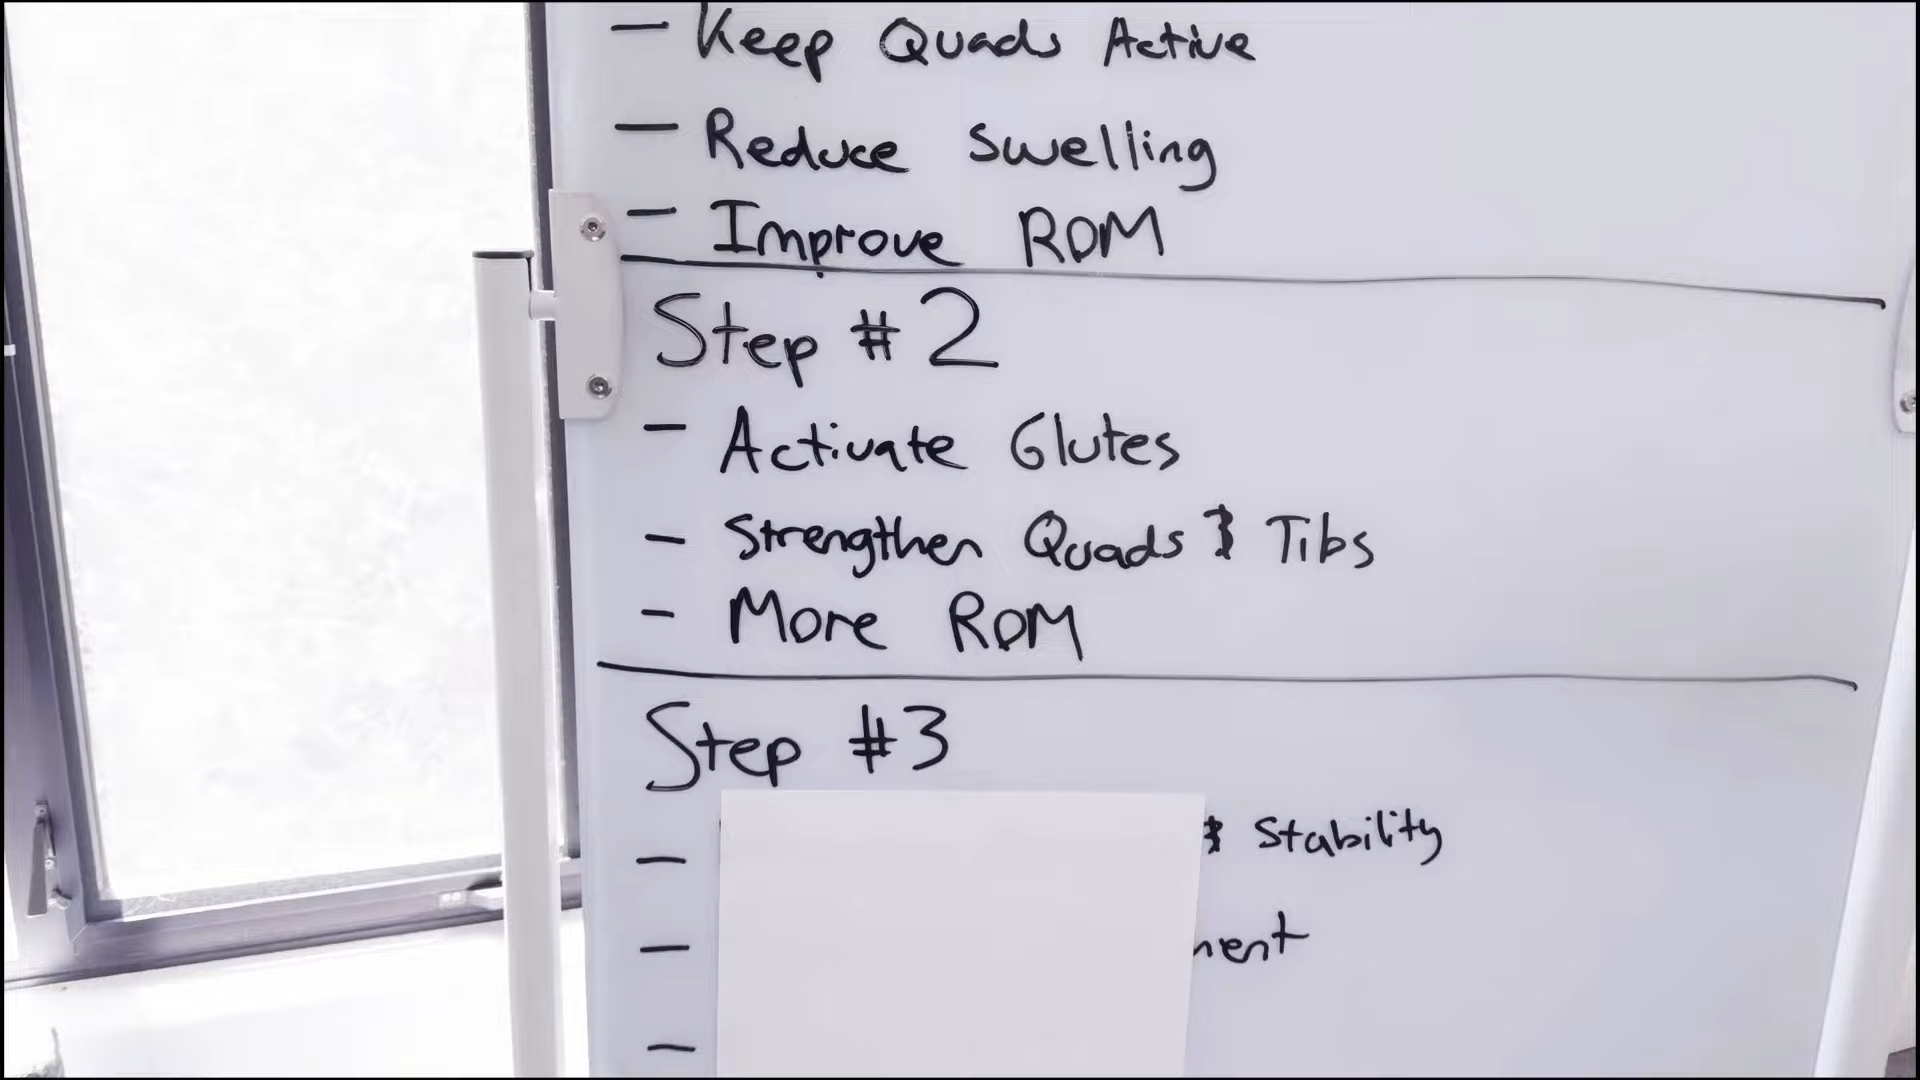 - Keep Quads Active
- Reduce Swelling
- Improve ROM
Step #2
- Activate Glutes
- Strengthen Quads & Tibs
- More ROM
Step #3
- & Stability
-
-